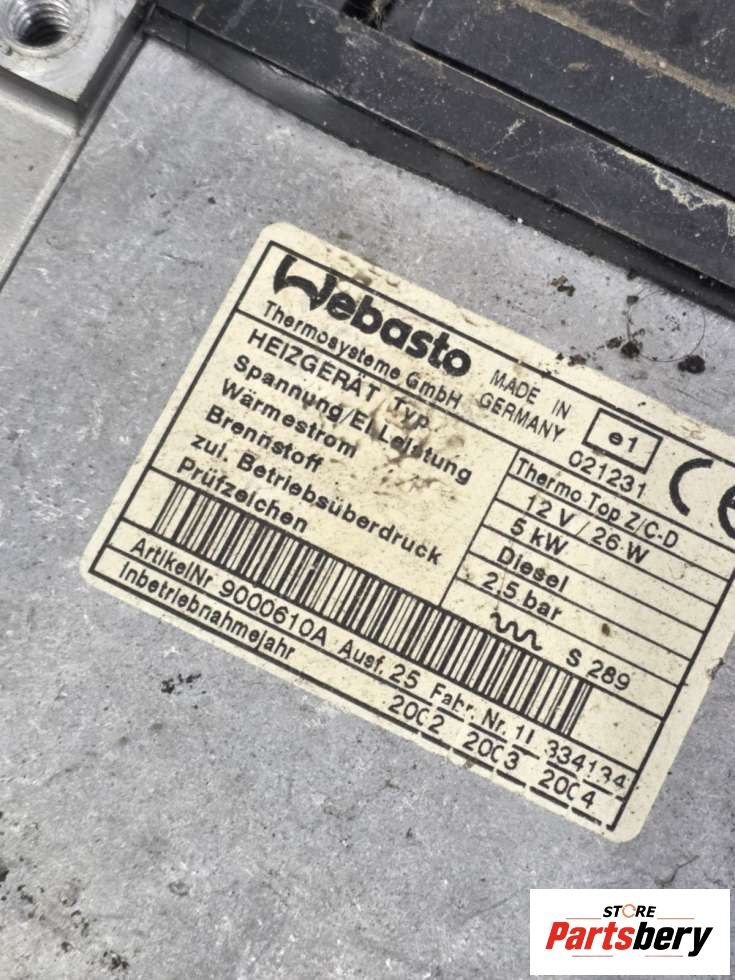 Webasto
Thermosysteme GmbH
MADE IN
GERMANY
e1
021231
CE
HEIZGERÄT Typ
Thermo Top Z/C-D
Spannung/El. Leistung
12 V / 26 W
Wärmestrom
5 kW
Brennstoff
Diesel
zul. Betriebsüberdruck
2,5 bar
Prüfzeichen
S 289
ArtikelNr 9000610A Ausf. 25 Fabr. Nr. 11 334134
Inbetriebnahmejahr 2002 2003 2004
STORE
Partsbery